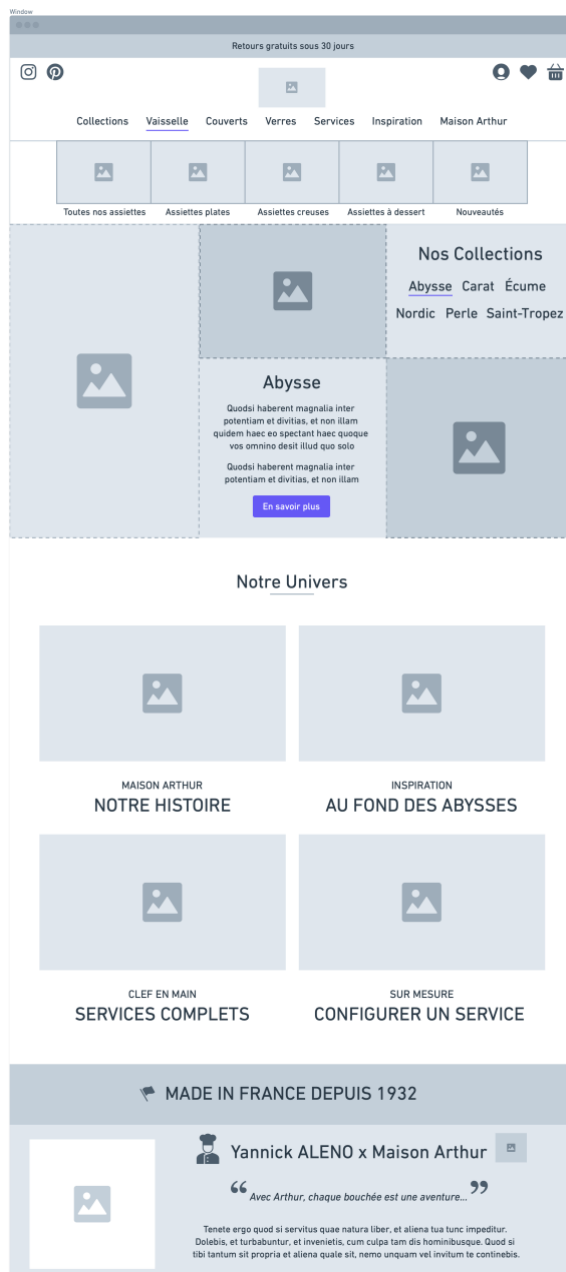 Window
Retours gratuits sous 30 jours
Collections Vaisselle Couverts Verres Services Inspiration Maison Arthur
Toutes nos assiettes Assiettes plates Assiettes creuses Assiettes à dessert Nouveautés
Nos Collections
Abysse Carat Écume
Nordic Perle Saint-Tropez
Abysse
Quodsi haberent magnalia inter
potentiam et divitias, et non illam
quidem haec eo spectant haec quoque
vos omnino desit illud quo solo
Quodsi haberent magnalia inter
potentiam et divitias, et non illam
En savoir plus
Notre Univers
MAISON ARTHUR
NOTRE HISTOIRE
INSPIRATION
AU FOND DES ABYSSES
CLEF EN MAIN
SERVICES COMPLETS
SUR MESURE
CONFIGURER UN SERVICE
MADE IN FRANCE DEPUIS 1932
Yannick ALENO x Maison Arthur
“ Avec Arthur, chaque bouchée est une aventure... ”
Tenete ergo quod si servitus quae natura liber, et aliena tua tunc impeditur.
Dolebis, et turbabuntur, et invenietis, cum culpa tam dis hominibusque. Quod si
tibi tantum sit propria et aliena quale sit, nemo unquam vel invitum te continebis.